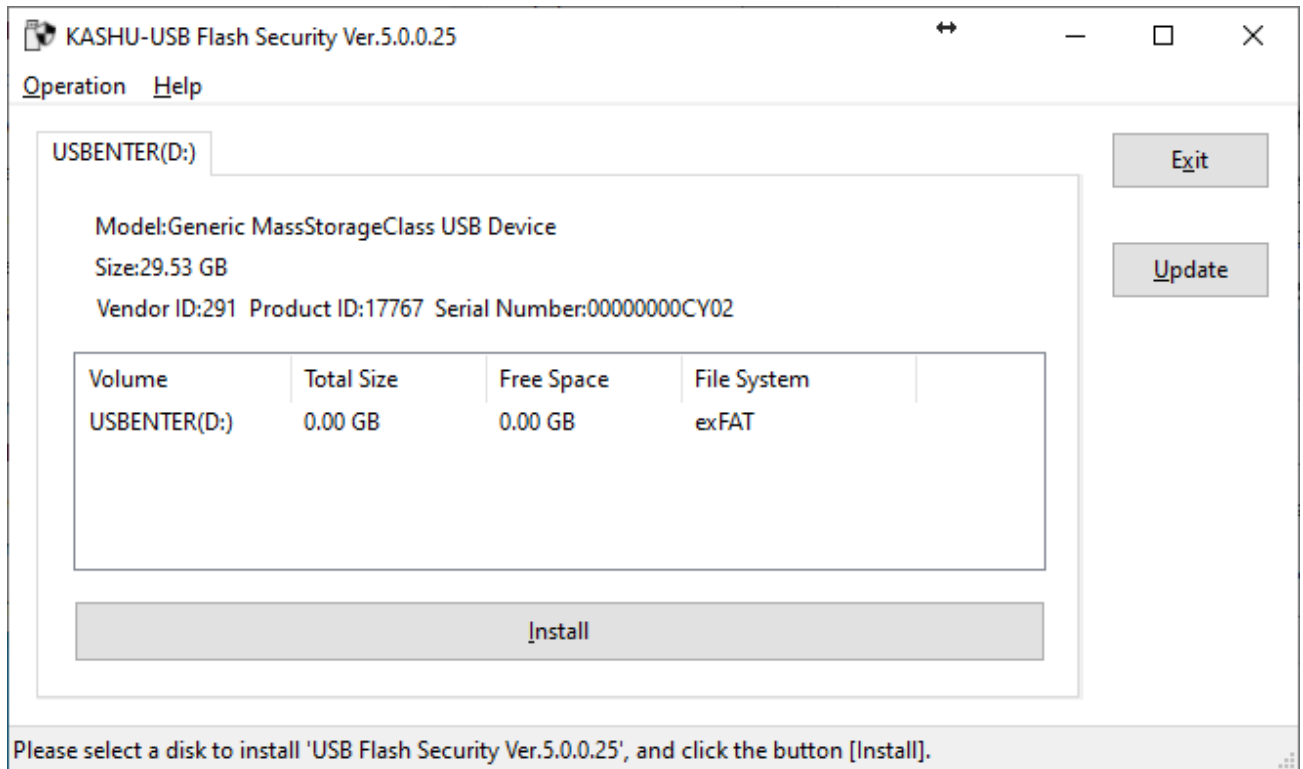 KASHU-USB Flash Security Ver.5.0.0.25
Operation Help
USBENTER(D:)
Exit
Model:Generic MassStorageClass USB Device
Size:29.53 GB
Update
Vendor ID:291 Product ID:17767 Serial Number:00000000CY02
Volume Total Size Free Space File System
USBENTER(D:) 0.00 GB 0.00 GB exFAT
Install
Please select a disk to install 'USB Flash Security Ver.5.0.0.25', and click the button [Install].